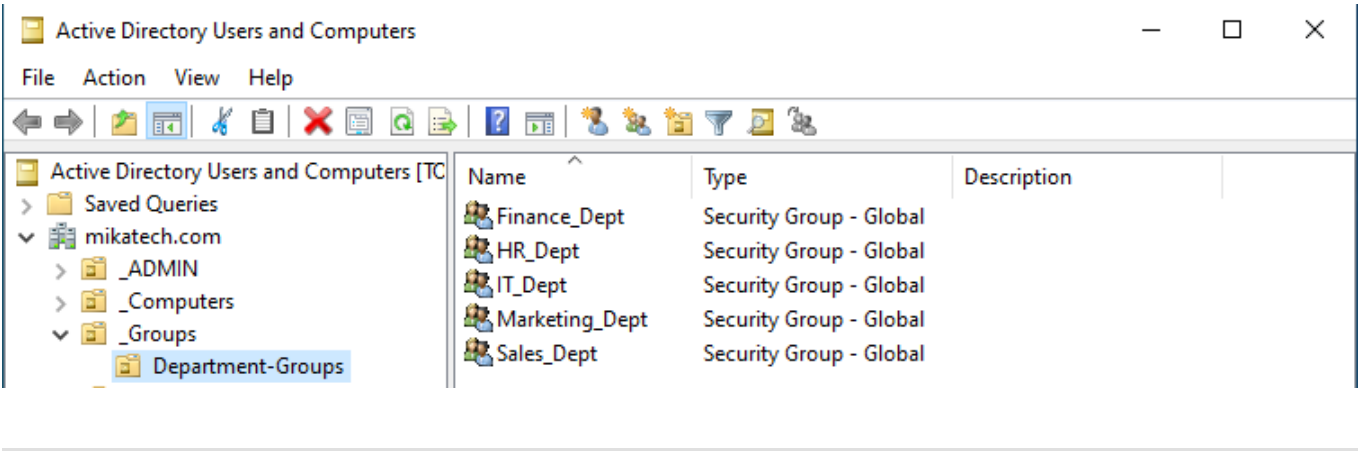 Active Directory Users and Computers
File Action View Help
Active Directory Users and Computers [TC
Saved Queries
mikatech.com
_ADMIN
_Computers
_Groups
Department-Groups
Name Type Description
Finance_Dept Security Group - Global
HR_Dept Security Group - Global
IT_Dept Security Group - Global
Marketing_Dept Security Group - Global
Sales_Dept Security Group - Global